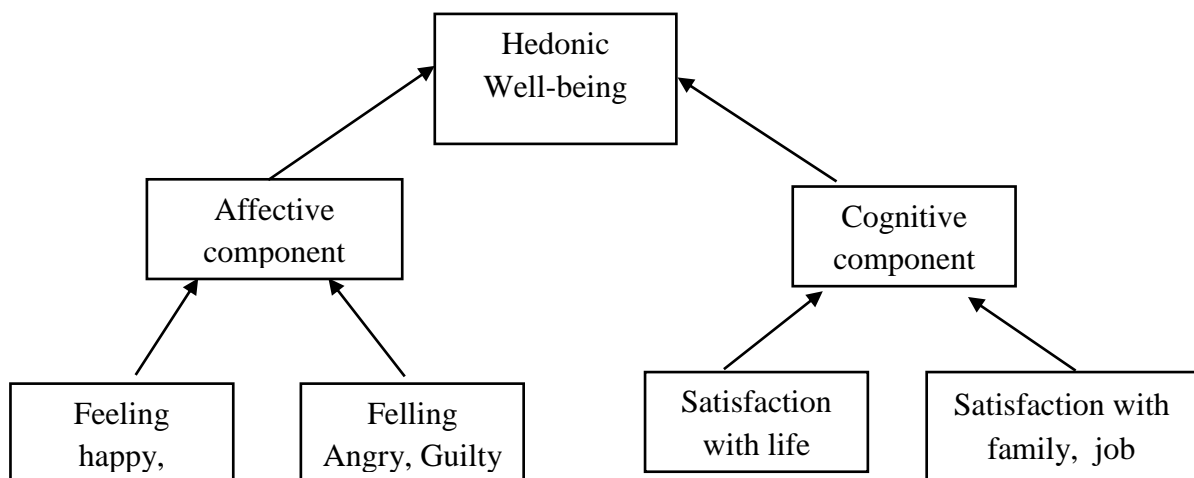 Hedonic
Well-being
Affective
component
Cognitive
component
Feeling
happy,
Felling
Angry, Guilty
Satisfaction
with life
Satisfaction with
family, job